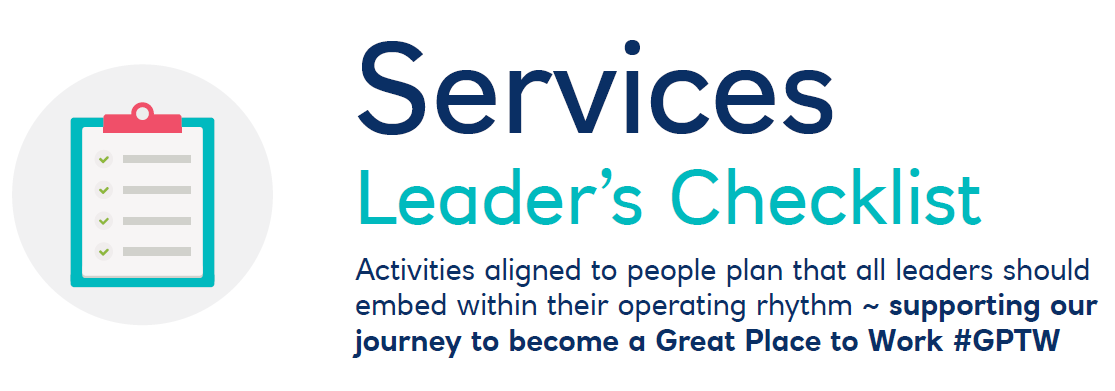 Services
Leader’s Checklist
Activities aligned to people plan that all leaders should
embed within their operating rhythm ~ supporting our
journey to become a Great Place to Work #GPTW